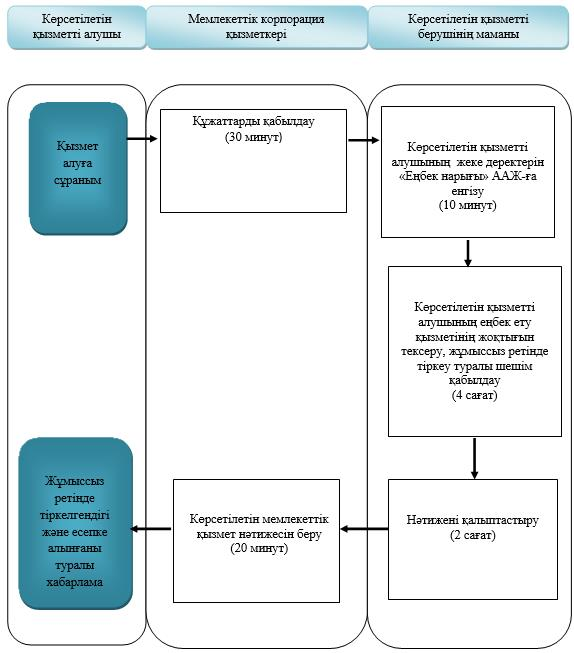 Көрсетілетін
қызметті алушы
Мемлекеттік корпорация
қызметкері
Көрсетілетін қызметті
берушінің маманы
Қызмет
алуға
сұраным
Құжаттарды қабылдау
(30 минут)
Көрсетілетін қызметті
алушының жеке деректерін
«Еңбек нарығы» ААЖ-ға
енгізу
(10 минут)
Көрсетілетін қызметті
алушының еңбек ету
қызметінің жоқтығын
тексеру, жұмыссыз ретінде
тіркеу туралы шешім
қабылдау
(4 сағат)
Нәтижені қалыптастыру
(2 сағат)
Көрсетілетін мемлекеттік
қызмет нәтижесін беру
(20 минут)
Жұмыссыз
ретінде
тіркелгендігі
және есепке
алынғаны
туралы
хабарлама